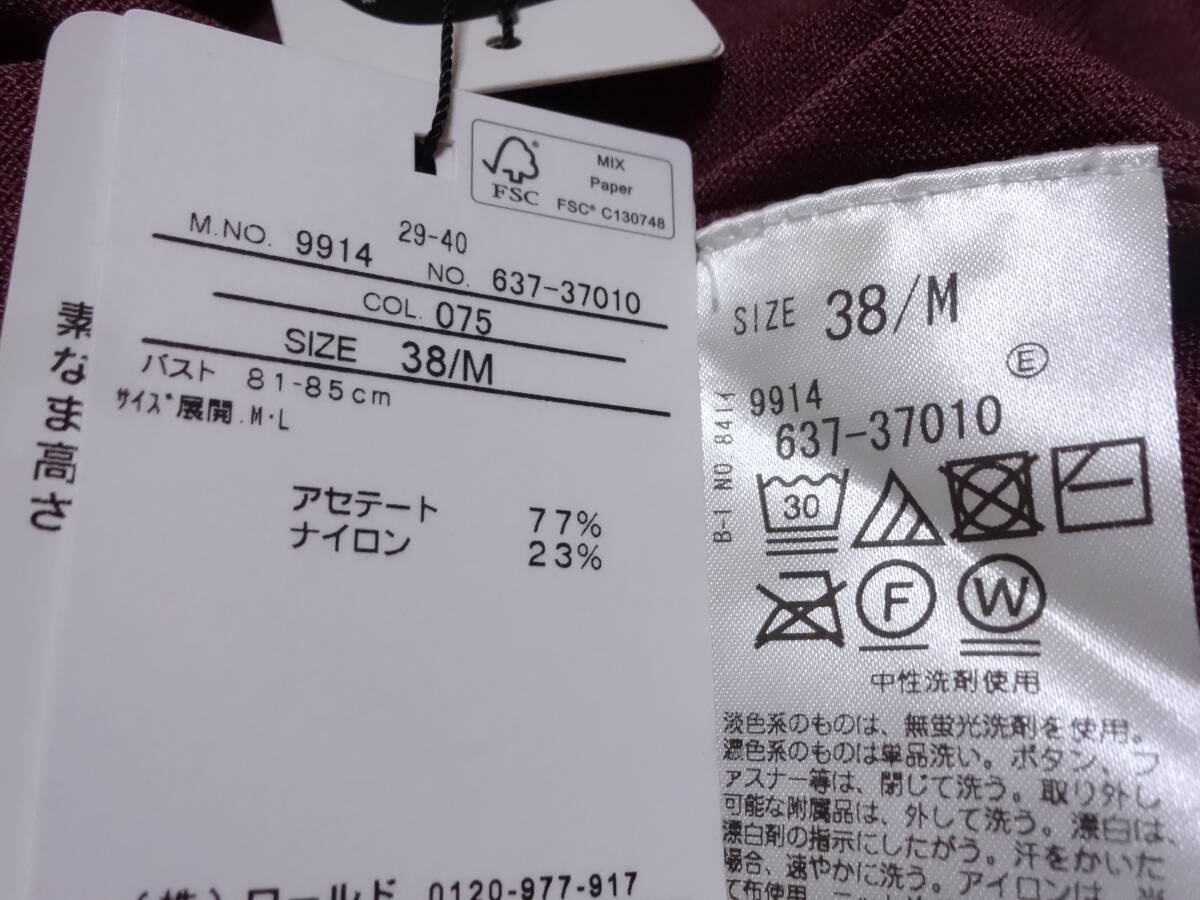 FSC
MIX
Paper
FSC® C130748
29-40
M.NO. 9914 NO. 637-37010
COL. 075
SIZE 38/M
バスト 81-85cm
サイズ 展開.M・L
アセテート 77%
ナイロン 23%
素なま高さ
(株)ワールド 0120-977-917
SIZE 38/M
E
9914
637-37010
B-1 NO.8414
30
F
W
中性洗剤使用
淡色系のものは、無蛍光洗剤を使用。
濃色系のものは単品洗い。ボタン、フ
ァスナー等は、閉じて洗う。取り外し
可能な附属品は、外して洗う。漂白は、
漂白剤の指示にしたがう。汗をかいた
場合、速やかに洗う。アイロンは、当
て布使用。